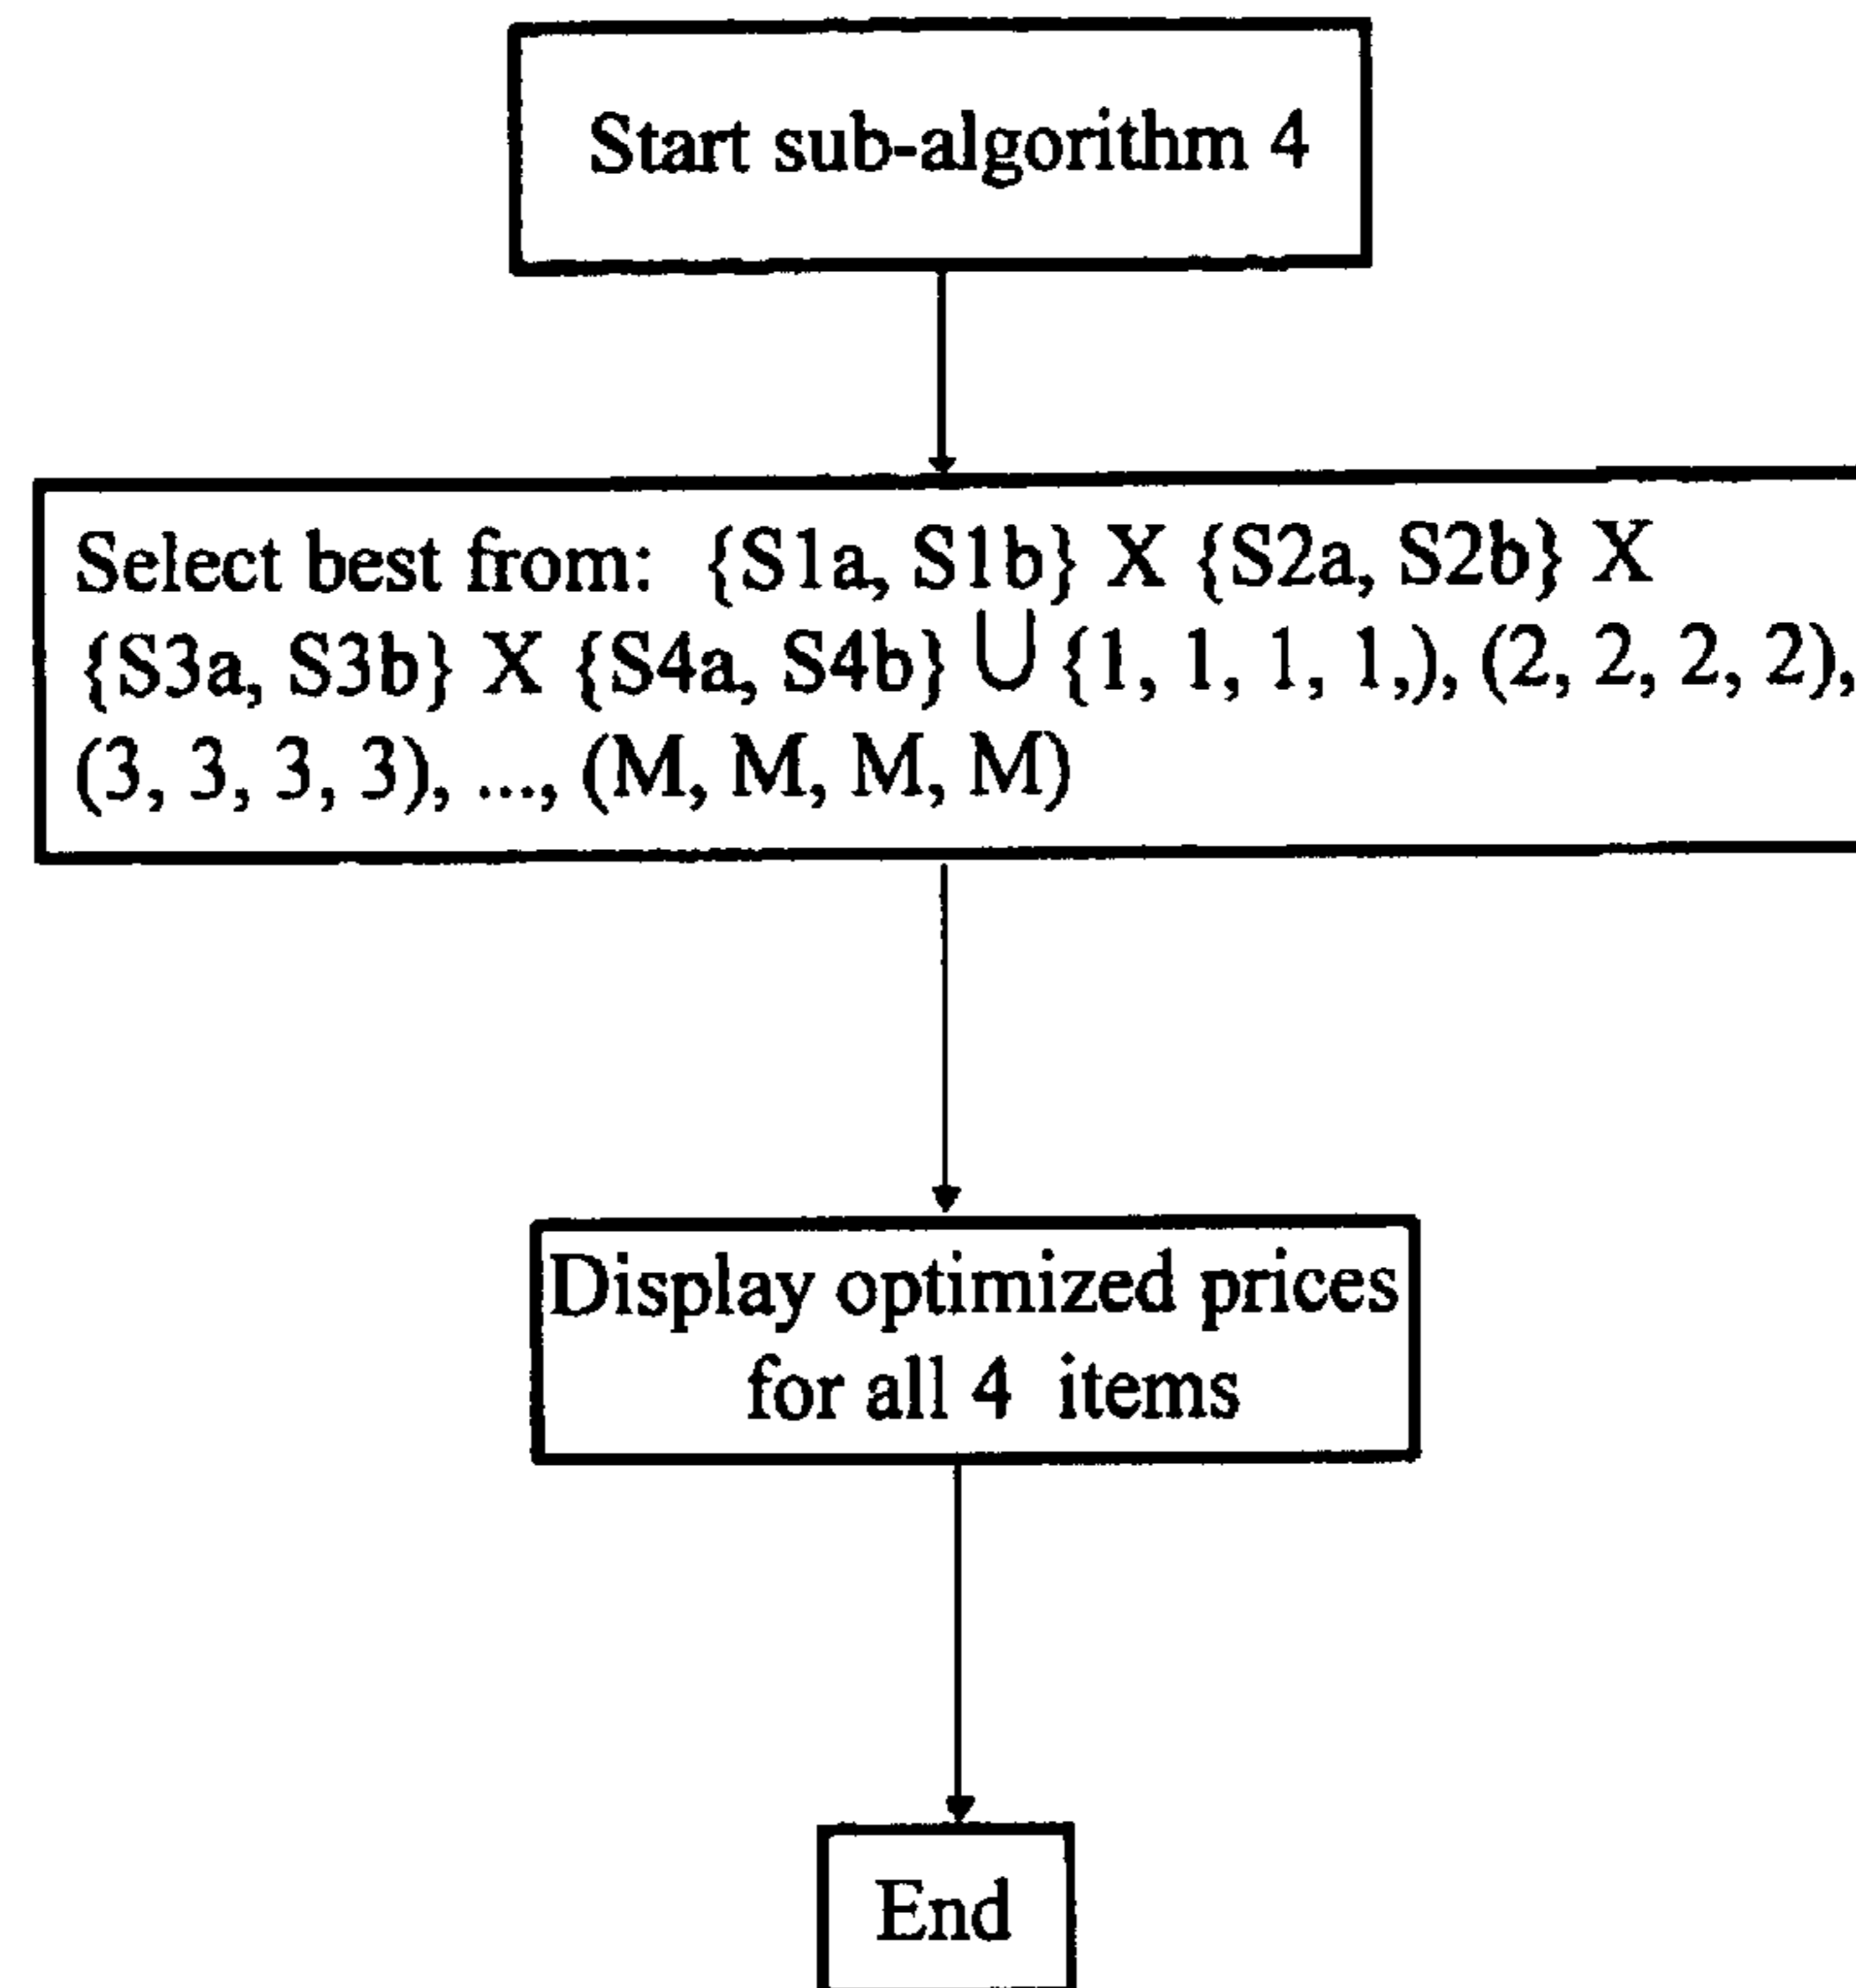 Start sub-algorithm 4
Select best from: {S1a, S1b} X {S2a, S2b} X
{S3a, S3b} X {S4a, S4b} ∪ {1, 1, 1, 1,), (2, 2, 2, 2),
(3, 3, 3, 3), ..., (M, M, M, M)
Display optimized prices
for all 4 items
End